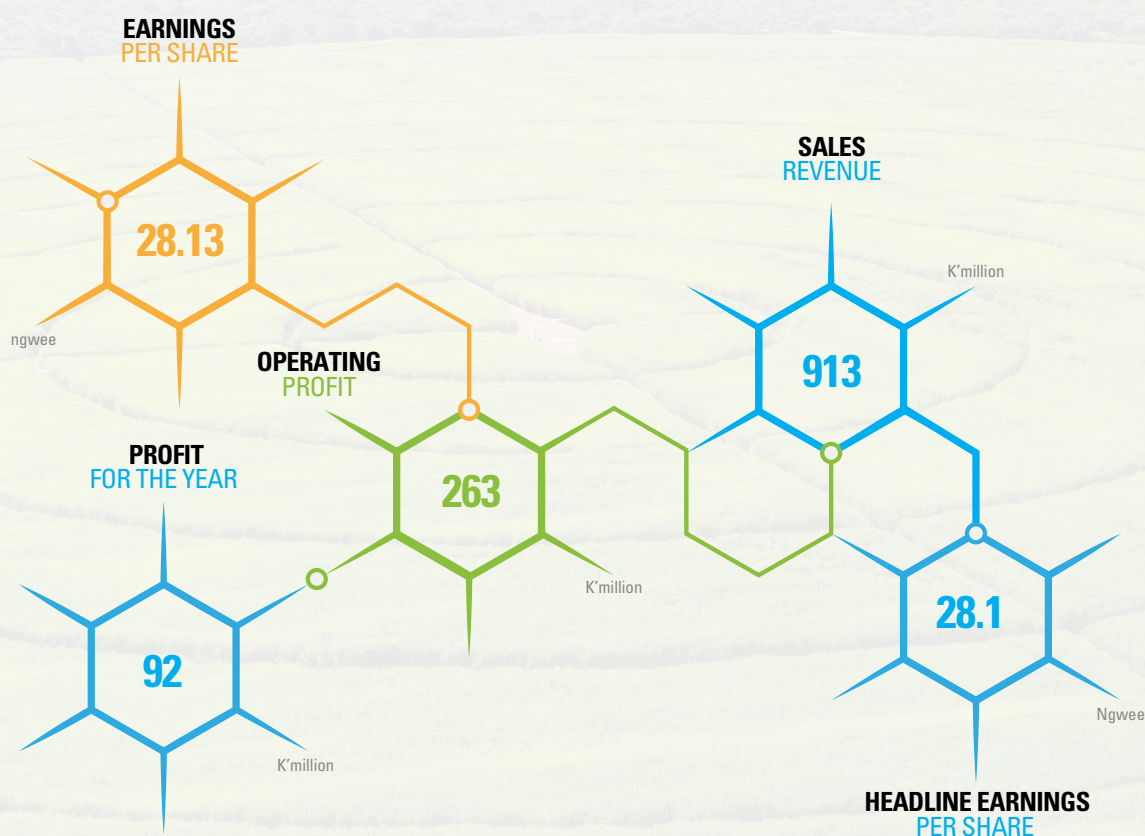 EARNINGS
PER SHARE
28.13
ngwee
SALES
REVENUE
K'million
913
OPERATING
PROFIT
263
K'million
PROFIT
FOR THE YEAR
92
K'million
28.1
Ngwee
HEADLINE EARNINGS
PER SHARE